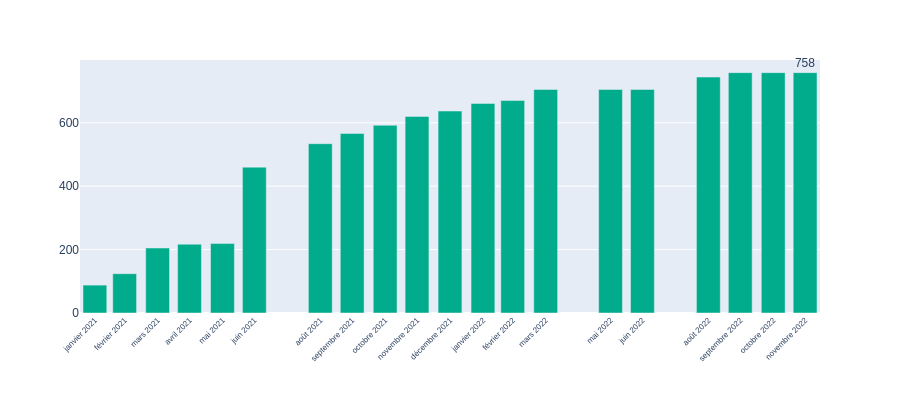 758
600
400
200
0
janvier 2021
février 2021
mars 2021
avril 2021
mai 2021
juin 2021
août 2021
septembre 2021
octobre 2021
novembre 2021
décembre 2021
janvier 2022
février 2022
mars 2022
mai 2022
juin 2022
août 2022
septembre 2022
octobre 2022
novembre 2022